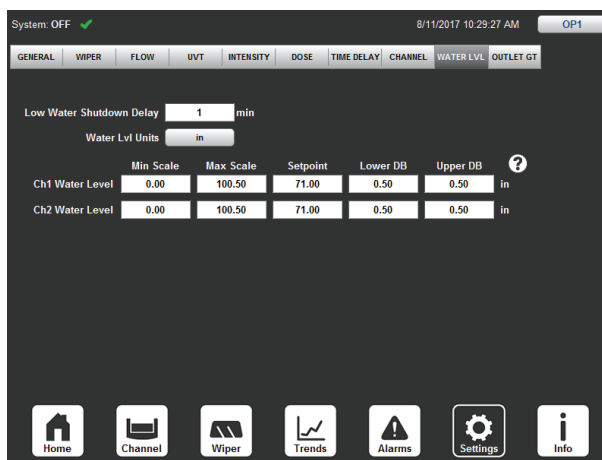 System: OFF 8/11/2017 10:29:27 AM OP1
GENERAL WIPER FLOW UVT INTENSITY DOSE TIME DELAY CHANNEL WATER LVL OUTLET GT
Low Water Shutdown Delay 1 min
Water Lvl Units in
Min Scale Max Scale Setpoint Lower DB Upper DB ?
Ch1 Water Level 0.00 100.50 71.00 0.50 0.50 in
Ch2 Water Level 0.00 100.50 71.00 0.50 0.50 in
Home Channel Wiper Trends Alarms Settings Info